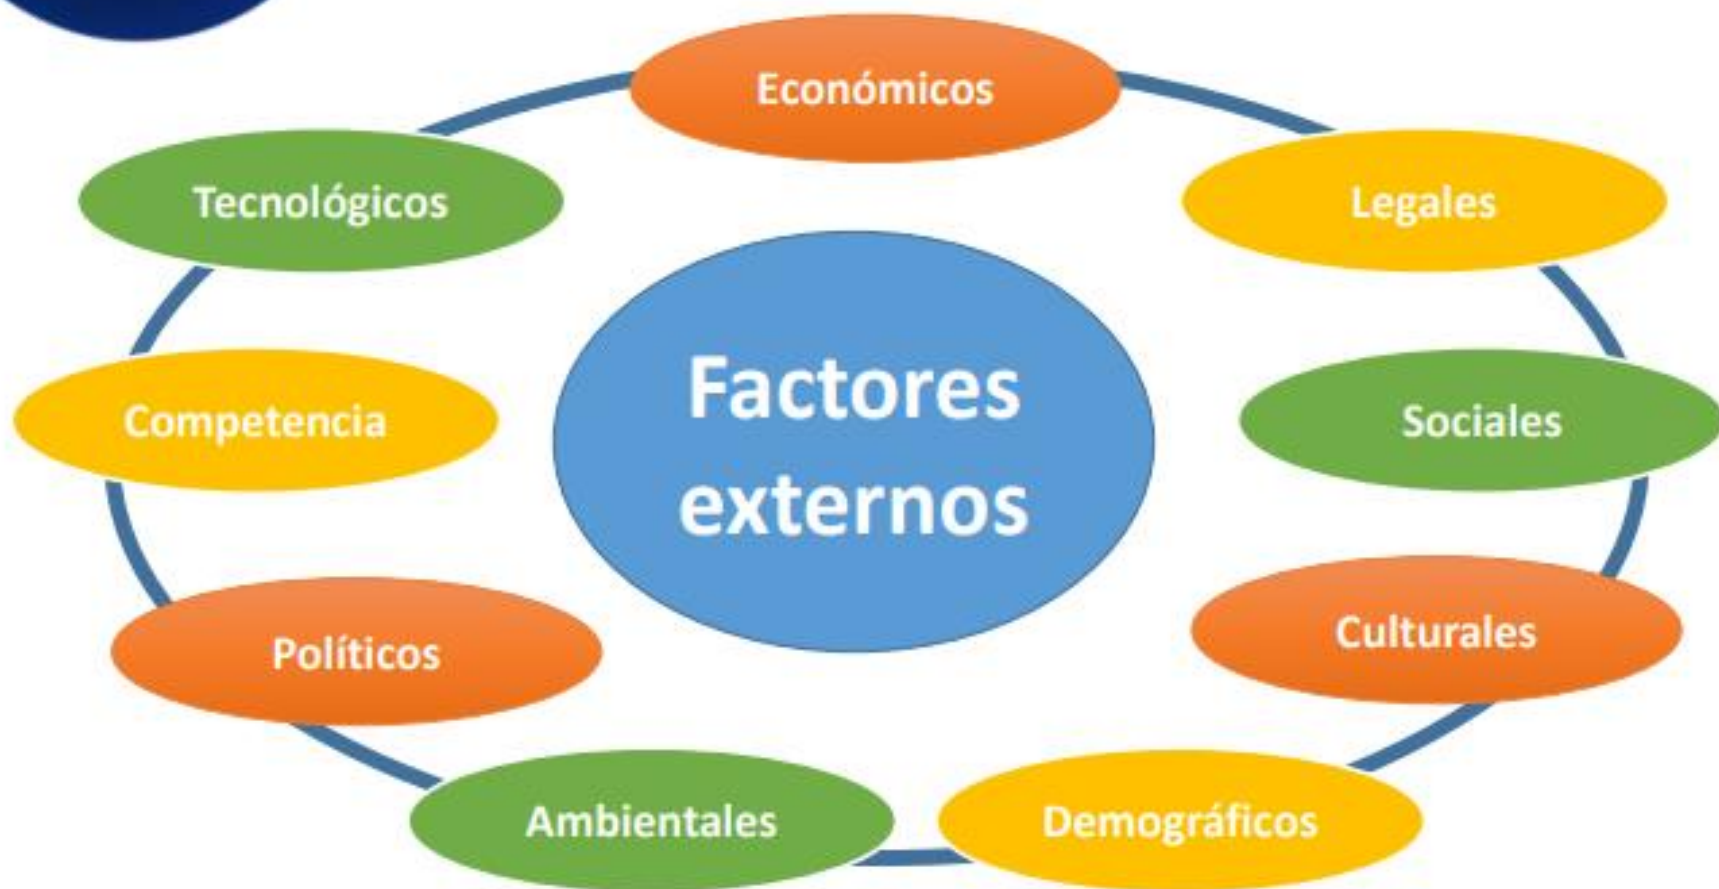 Económicos
Tecnológicos
Legales
Factores
externos
Competencia
Sociales
Políticos
Culturales
Ambientales
Demográficos